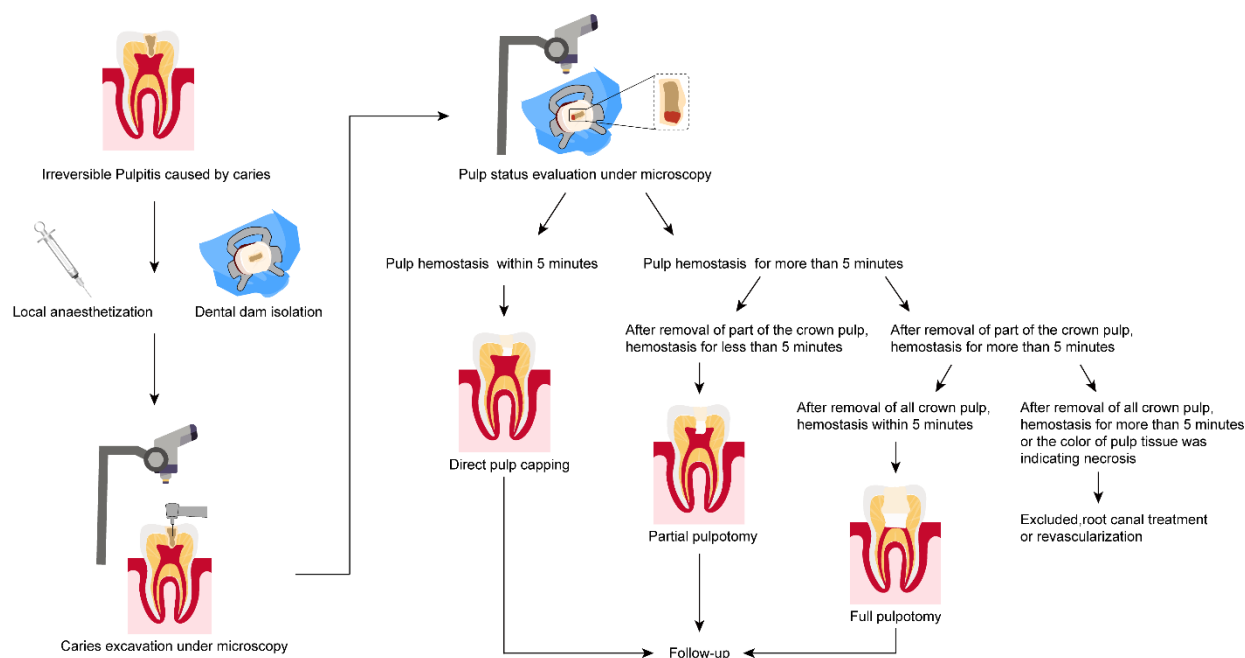 Irreversible Pulpitis caused by caries
Local anaesthetization
Dental dam isolation
Caries excavation under microscopy
Pulp status evaluation under microscopy
Pulp hemostasis within 5 minutes
Pulp hemostasis for more than 5 minutes
Direct pulp capping
After removal of part of the crown pulp,
hemostasis for less than 5 minutes
After removal of part of the crown pulp,
hemostasis for more than 5 minutes
Partial pulpotomy
After removal of all crown pulp,
hemostasis within 5 minutes
After removal of all crown pulp,
hemostasis for more than 5 minutes
or the color of pulp tissue was
indicating necrosis
Full pulpotomy
Excluded,root canal treatment
or revascularization
Follow-up